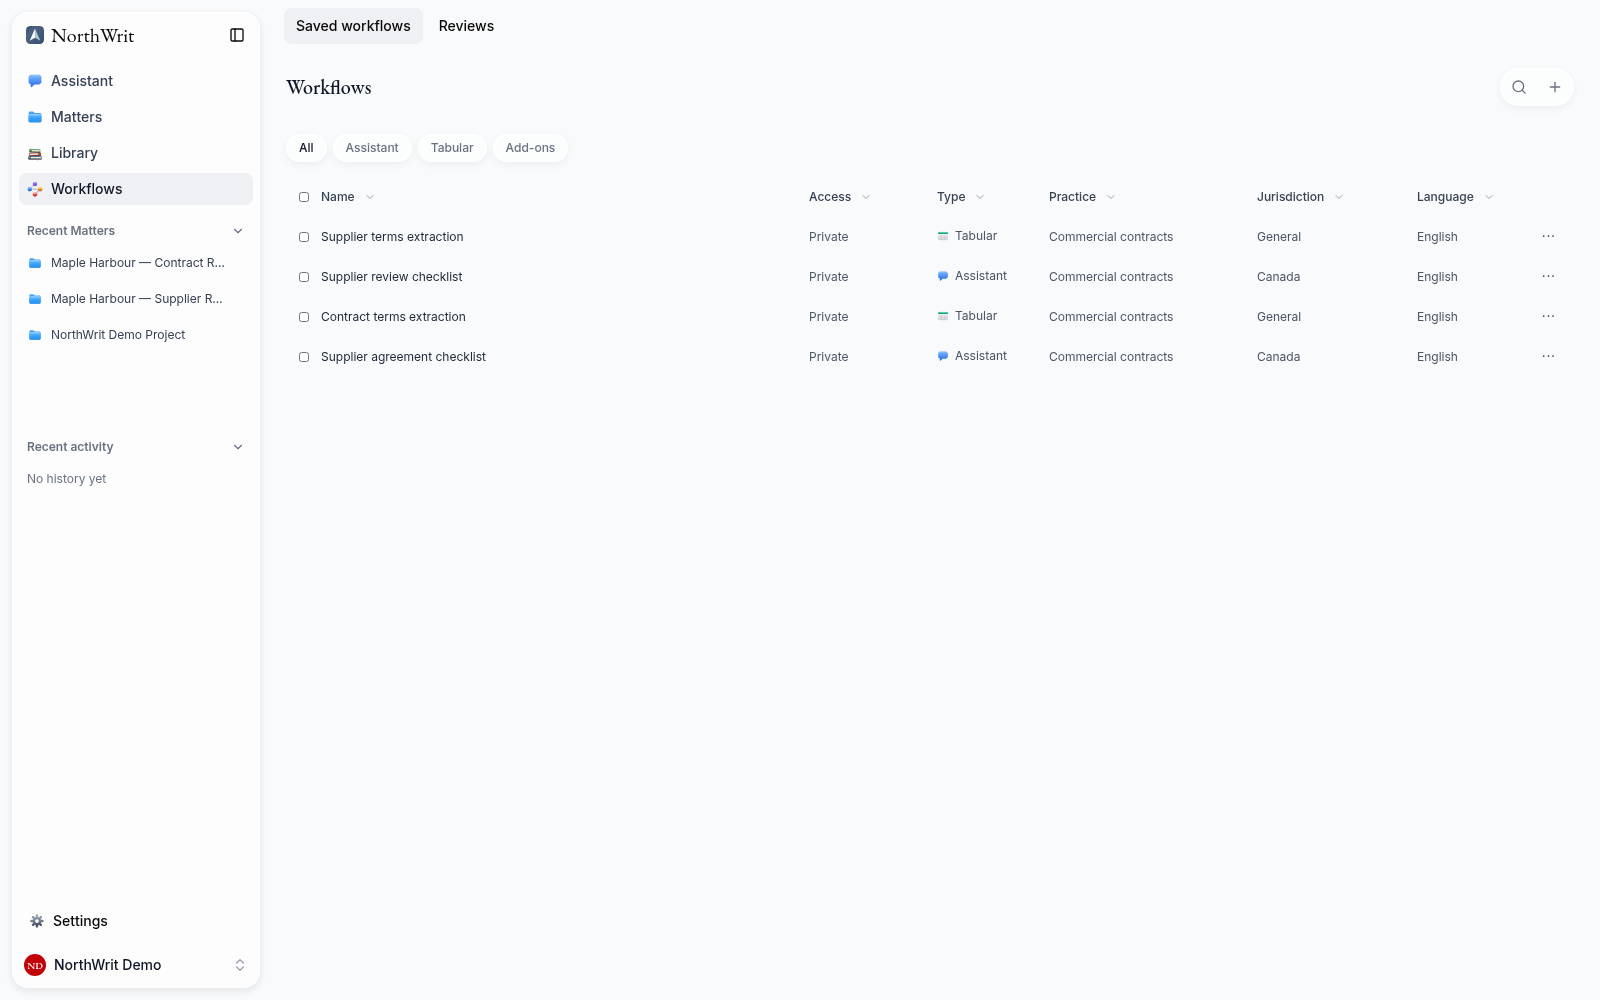 NorthWrit
Assistant
Matters
Library
Workflows
Recent Matters
Maple Harbour — Contract R...
Maple Harbour — Supplier R...
NorthWrit Demo Project
Recent activity
No history yet
Settings
ND NorthWrit Demo
Saved workflows Reviews
Workflows
All Assistant Tabular Add-ons
Name Access Type Practice Jurisdiction Language
Supplier terms extraction Private Tabular Commercial contracts General English
Supplier review checklist Private Assistant Commercial contracts Canada English
Contract terms extraction Private Tabular Commercial contracts General English
Supplier agreement checklist Private Assistant Commercial contracts Canada English